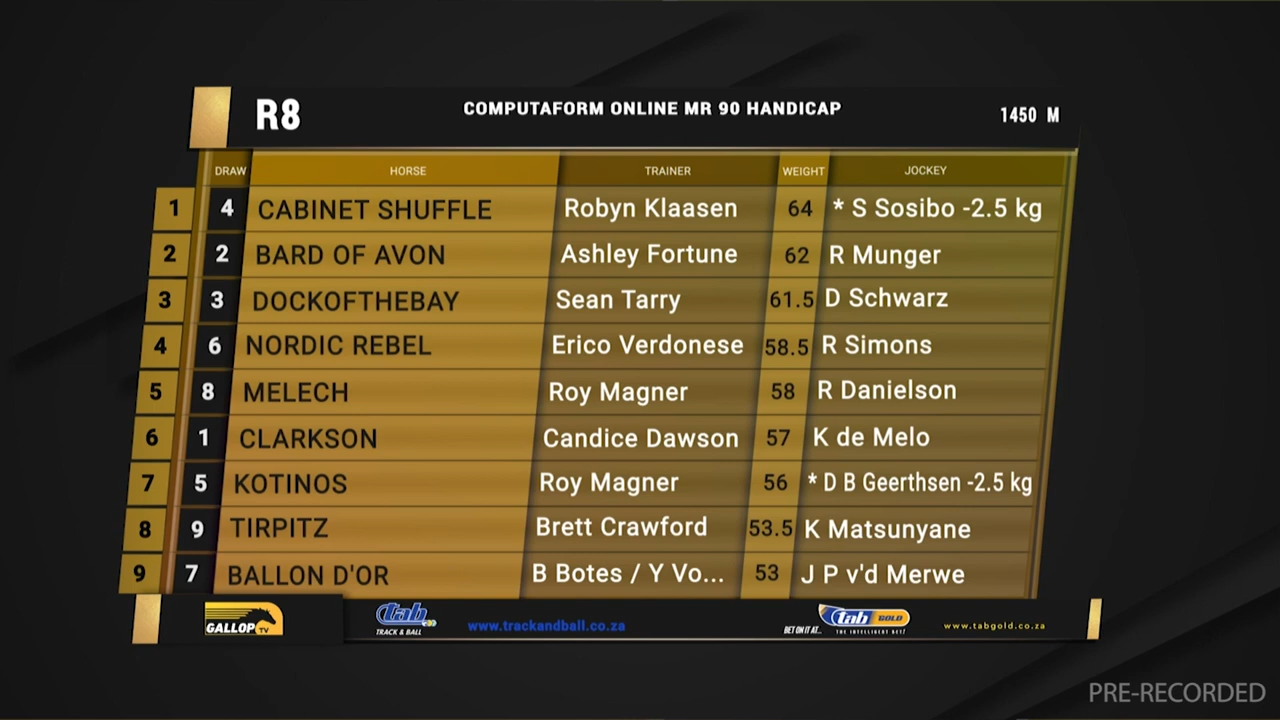 R8 COMPUTAFORM ONLINE MR 90 HANDICAP 1450 M
DRAW HORSE TRAINER WEIGHT JOCKEY
1 4 CABINET SHUFFLE Robyn Klaasen 64 * S Sosibo -2.5 kg
2 2 BARD OF AVON Ashley Fortune 62 R Munger
3 3 DOCKOFTHEBAY Sean Tarry 61.5 D Schwarz
4 6 NORDIC REBEL Erico Verdonese 58.5 R Simons
5 8 MELECH Roy Magner 58 R Danielson
6 1 CLARKSON Candice Dawson 57 K de Melo
7 5 KOTINOS Roy Magner 56 * D B Geerthsen -2.5 kg
8 9 TIRPITZ Brett Crawford 53.5 K Matsunyane
9 7 BALLON D'OR B Botes / Y Vo... 53 J P v'd Merwe
GALLOP TV tab TRACK & BALL www.trackandball.co.za BET ON IT AT... tab GOLD THE INTELLIGENT BET! www.tabgold.co.za
PRE-RECORDED